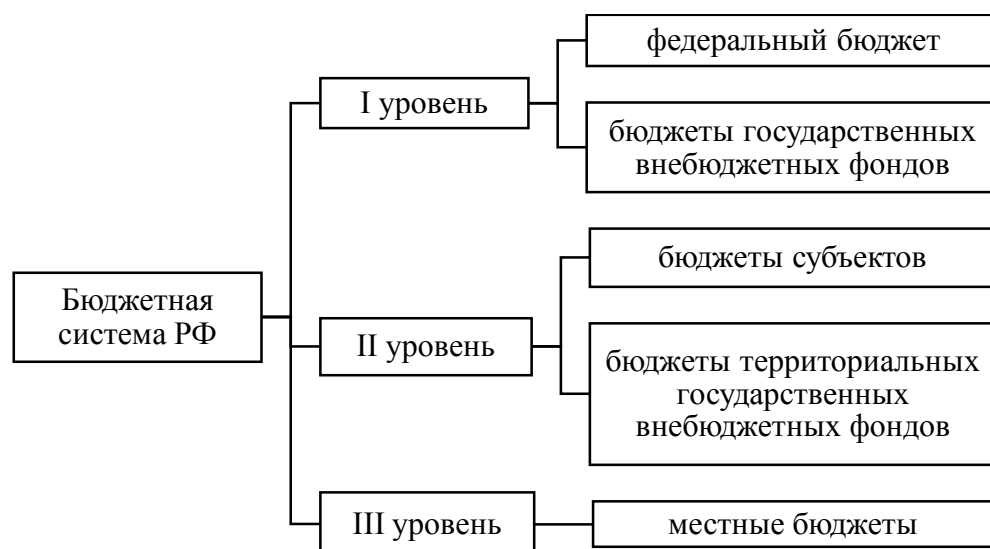 Бюджетная
система РФ
I уровень
федеральный бюджет
бюджеты государственных
внебюджетных фондов
II уровень
бюджеты субъектов
бюджеты территориальных
государственных
внебюджетных фондов
III уровень
местные бюджеты